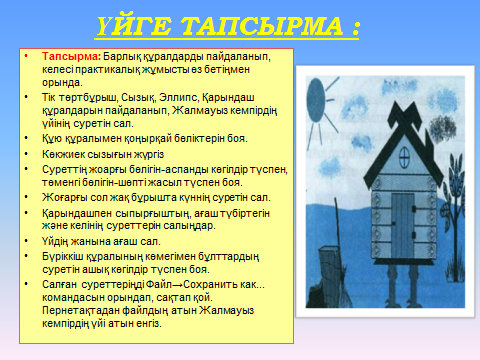 ҮЙГЕ ТАПСЫРМА :
• Тапсырма: Барлық құралдарды пайдаланып,
келесі практикалық жұмысты өз бетіңмен
орында.
• Тік төртбұрыш, Сызық, Эллипс, Қарындаш
құралдарын пайдаланып, Жалмауыз кемпірдің
үйінің суретін сал.
• Құю құралымен қоңырқай бөліктерін боя.
• Көкжиек сызығын жүргіз
• Суреттің жоарғы бөлігін-аспанды көгілдір түспен,
төменгі бөлігін-шөпті жасыл түспен боя.
• Жоғарғы сол жақ бұрышта күннің суретін сал.
• Қарындашпен сыпырғыштың, ағаш түбіртегін
және келінің суреттерін салыңдар.
• Үйдің жанына ағаш сал.
• Бүріккіш құралының көмегімен бұлттардың
суретін ашық көгілдір түспен боя.
• Салған суреттеріңді Файл→Сохранить как...
командасын орындап, сақтап қой.
Пернетақтадан файлдың атын Жалмауыз
кемпірдің үйі атын енгіз.